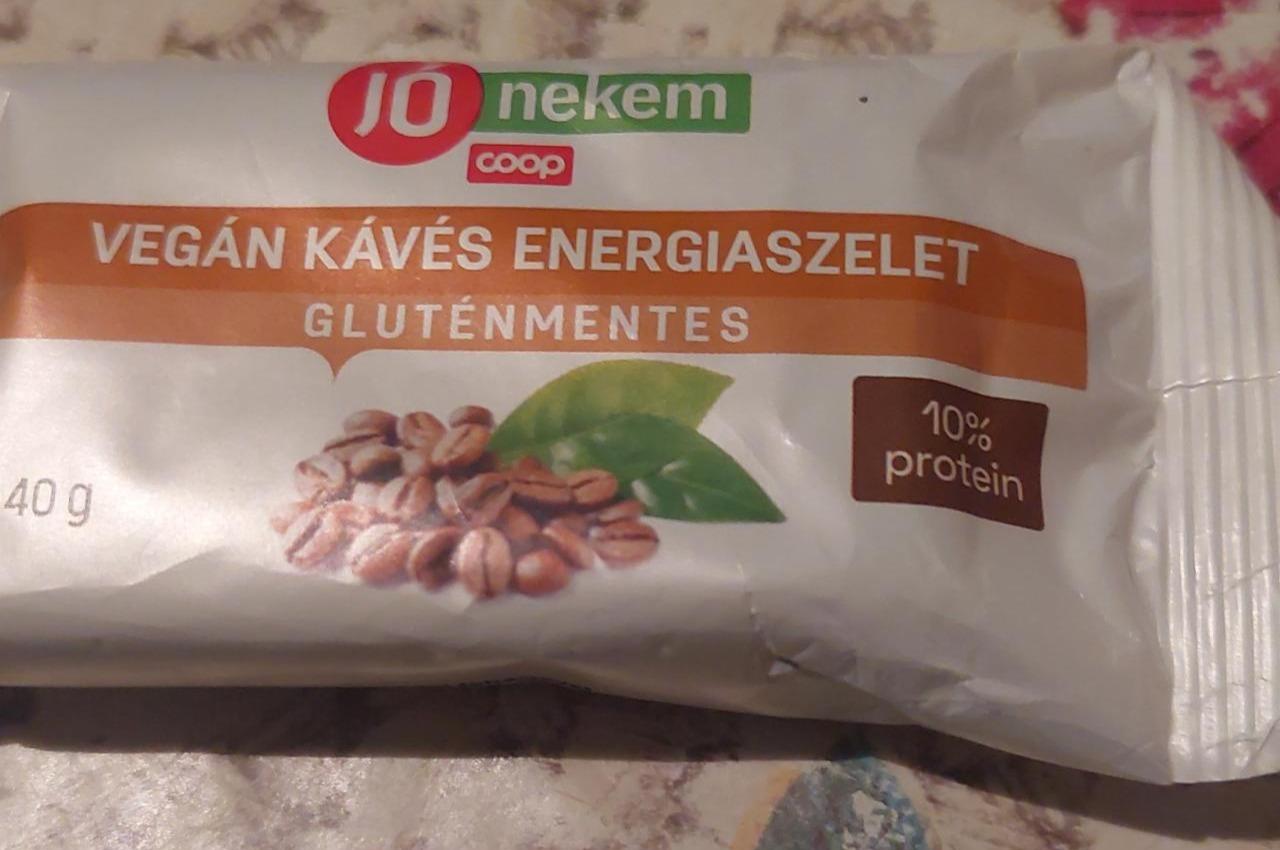 JÓ nekem
coop
VEGÁN KÁVÉS ENERGIASZELET
GLUTÉNMENTES
10%
protein
40 g